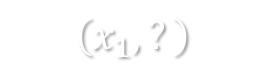 (x₁, ?)